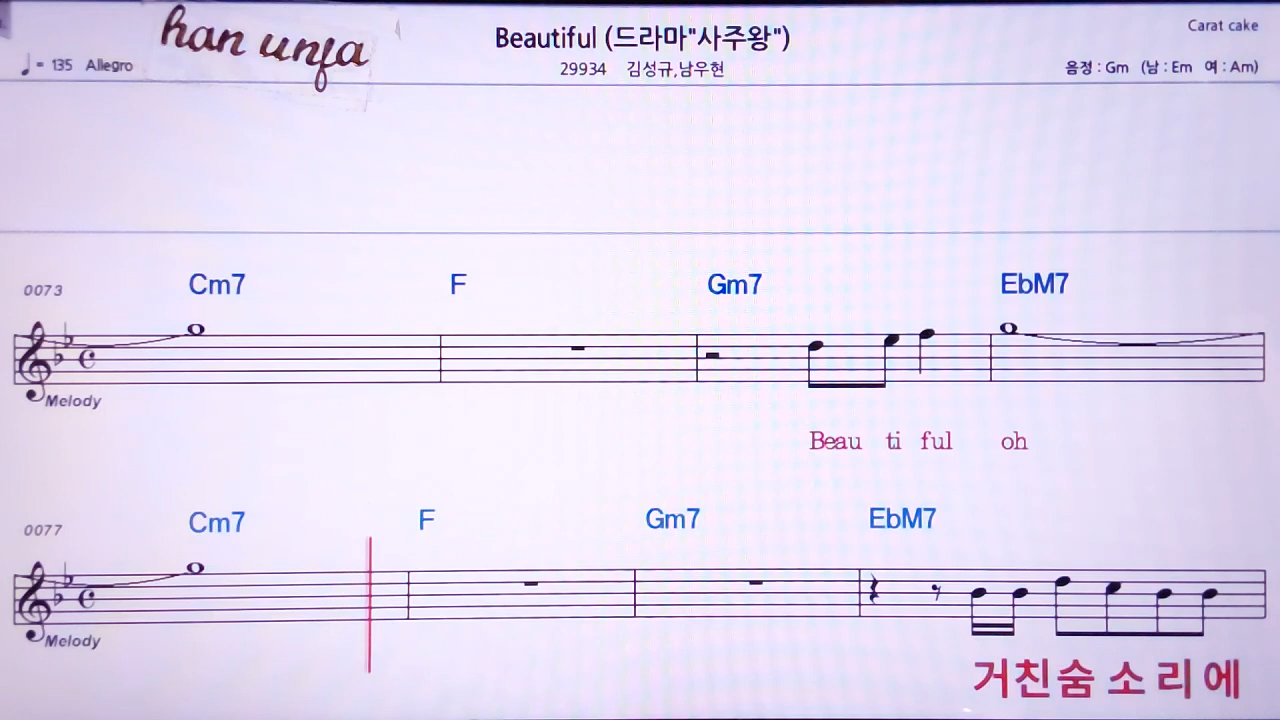 han unfa
Beautiful (드라마"사주왕")
Carat cake
♩ = 135 Allegro
29934 김성규,남우현
음정 : Gm (남 : Em 여 : Am)
0073 Cm7 F Gm7 EbM7
Melody
Beau ti ful oh
0077 Cm7 F Gm7 EbM7
Melody
거친숨 소 리 에